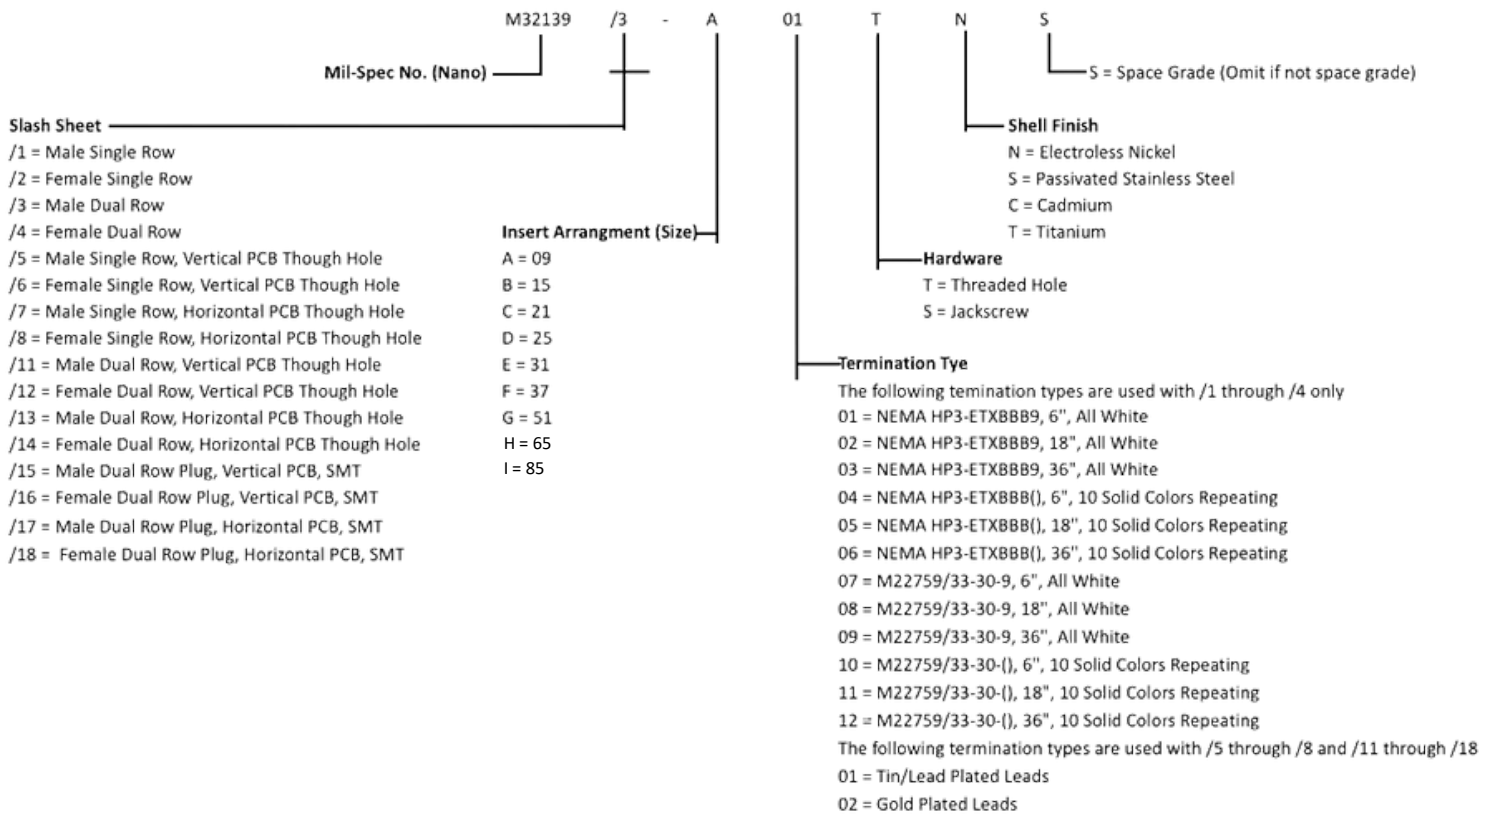 M32139 /3 - A 01 T N S
Mil-Spec No. (Nano)
S = Space Grade (Omit if not space grade)
Slash Sheet
/1 = Male Single Row
/2 = Female Single Row
/3 = Male Dual Row
/4 = Female Dual Row
/5 = Male Single Row, Vertical PCB Though Hole
/6 = Female Single Row, Vertical PCB Though Hole
/7 = Male Single Row, Horizontal PCB Though Hole
/8 = Female Single Row, Horizontal PCB Though Hole
/11 = Male Dual Row, Vertical PCB Though Hole
/12 = Female Dual Row, Vertical PCB Though Hole
/13 = Male Dual Row, Horizontal PCB Though Hole
/14 = Female Dual Row, Horizontal PCB Though Hole
/15 = Male Dual Row Plug, Vertical PCB, SMT
/16 = Female Dual Row Plug, Vertical PCB, SMT
/17 = Male Dual Row Plug, Horizontal PCB, SMT
/18 = Female Dual Row Plug, Horizontal PCB, SMT
Insert Arrangment (Size)
A = 09
B = 15
C = 21
D = 25
E = 31
F = 37
G = 51
H = 65
I = 85
Shell Finish
N = Electroless Nickel
S = Passivated Stainless Steel
C = Cadmium
T = Titanium
Hardware
T = Threaded Hole
S = Jackscrew
Termination Tye
The following temination types are used with /1 through /4 only
01 = NEMA HP3-ETXBBB9, 6", All White
02 = NEMA HP3-ETXBBB9, 18", All White
03 = NEMA HP3-ETXBBB9, 36", All White
04 = NEMA HP3-ETXBBB(), 6", 10 Solid Colors Repeating
05 = NEMA HP3-ETXBBB(), 18", 10 Solid Colors Repeating
06 = NEMA HP3-ETXBBB(), 36", 10 Solid Colors Repeating
07 = M22759/33-30-9, 6", All White
08 = M22759/33-30-9, 18", All White
09 = M22759/33-30-9, 36", All White
10 = M22759/33-30-(), 6", 10 Solid Colors Repeating
11 = M22759/33-30-(), 18", 10 Solid Colors Repeating
12 = M22759/33-30-(), 36", 10 Solid Colors Repeating
The following termination types are used with /5 through /8 and /11 through /18
01 = Tin/Lead Plated Leads
02 = Gold Plated Leads